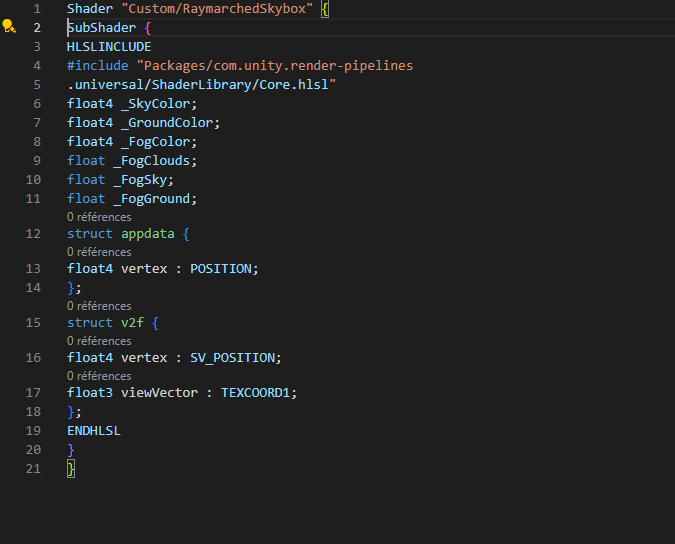 1 Shader "Custom/RaymarchedSkybox" {
2 SubShader {
3 HLSLINCLUDE
4 #include "Packages/com.unity.render-pipelines
5 .universal/ShaderLibrary/Core.hlsl"
6 float4 _SkyColor;
7 float4 _GroundColor;
8 float4 _FogColor;
9 float _FogClouds;
10 float _FogSky;
11 float _FogGround;
0 références
12 struct appdata {
0 références
13 float4 vertex : POSITION;
14 };
0 références
15 struct v2f {
0 références
16 float4 vertex : SV_POSITION;
0 références
17 float3 viewVector : TEXCOORD1;
18 };
19 ENDHLSL
20 }
21 }